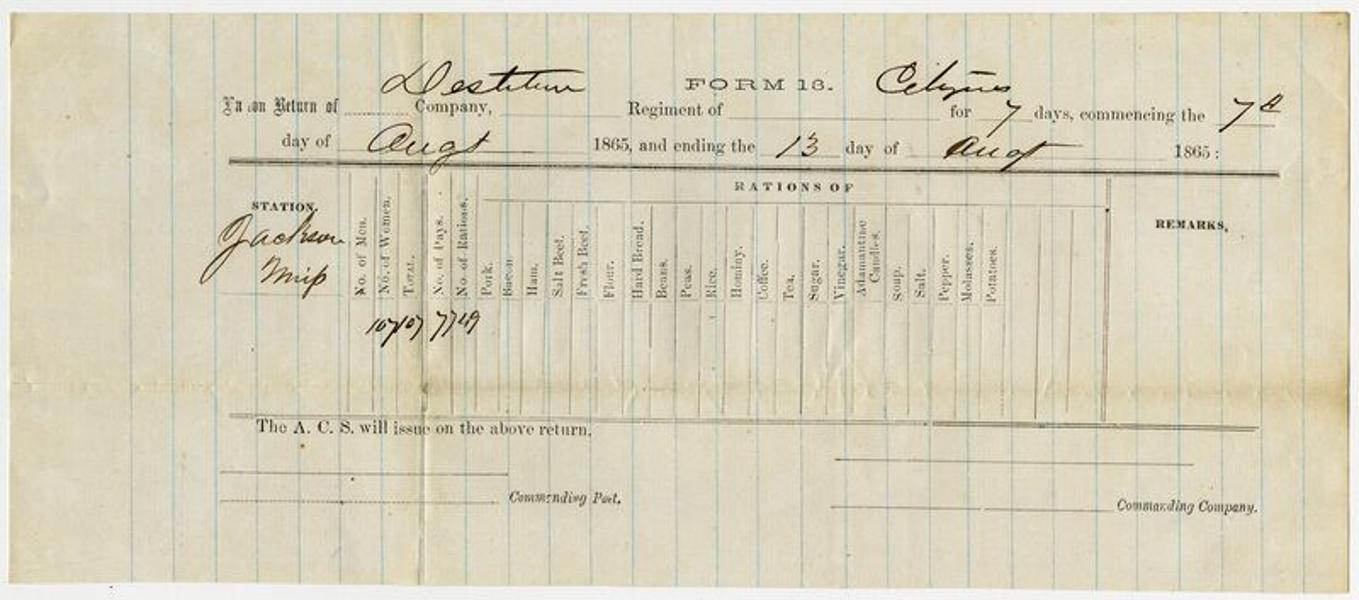 FORM 13.
Destitute Citizens
Ration Return of Company, Regiment of for 7 days, commencing the 7th
day of Augt 1865, and ending the 13 day of Augt 1865:
RATIONS OF
STATION. No. of Men. No. of Women. TOTAL. No. of Days. No. of Rations. Pork. Bacon. Ham. Salt Beef. Fresh Beef. Flour. Hard Bread. Beans. Peas. Rice. Hominy. Coffee. Tea. Sugar. Vinegar. Adamantine Candles. Soap. Salt. Pepper. Molasses. Potatoes. REMARKS,
Jackson
Miss
107 107 7 749
The A. C. S. will issue on the above return.
Commanding Post.
Commanding Company.